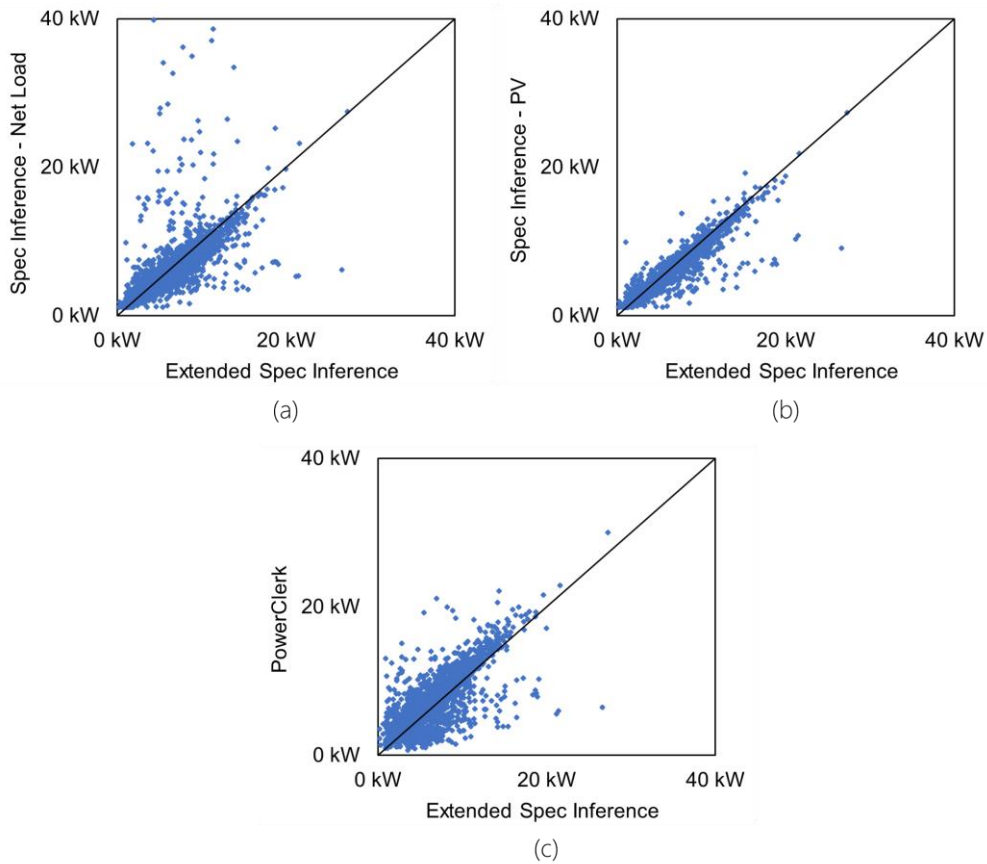 40 kW
20 kW
0 kW
Spec Inference - Net Load
0 kW
20 kW
40 kW
Extended Spec Inference
(a)
40 kW
20 kW
0 kW
Spec Inference - PV
0 kW
20 kW
40 kW
Extended Spec Inference
(b)
40 kW
20 kW
0 kW
PowerClerk
0 kW
20 kW
40 kW
Extended Spec Inference
(c)